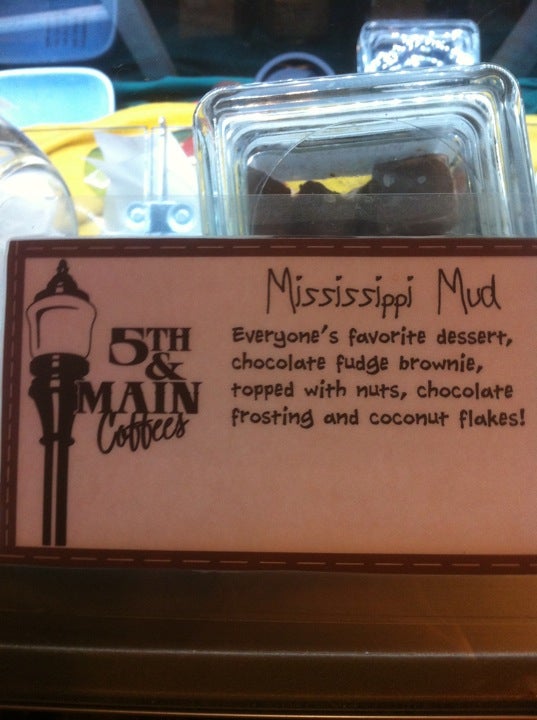 5TH
&
MAIN
Coffees
Mississippi Mud
Everyone's favorite dessert,
chocolate fudge brownie,
topped with nuts, chocolate
frosting and coconut flakes!